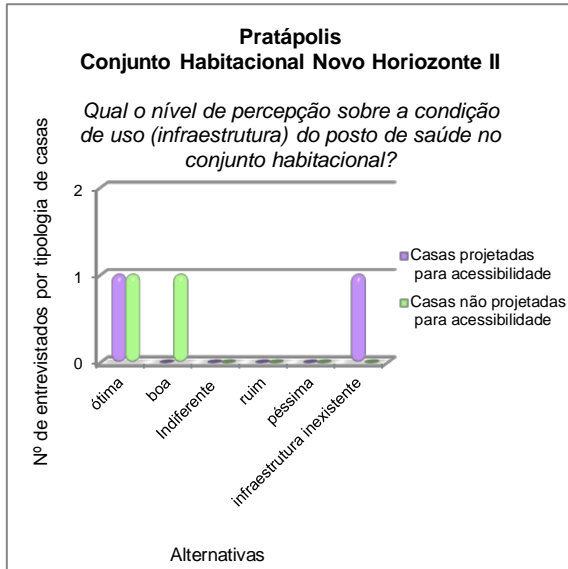 Pratápolis
Conjunto Habitacional Novo Horiozonte II
Qual o nível de percepção sobre a condição
de uso (infraestrutura) do posto de saúde no
conjunto habitacional?
Nº de entrevistados por tipologia de casas
2
1
0
ótima
boa
Indiferente
ruim
péssima
infraestrutura inexistente
Casas projetadas
para acessibilidade
Casas não projetadas
para acessibilidade
Alternativas